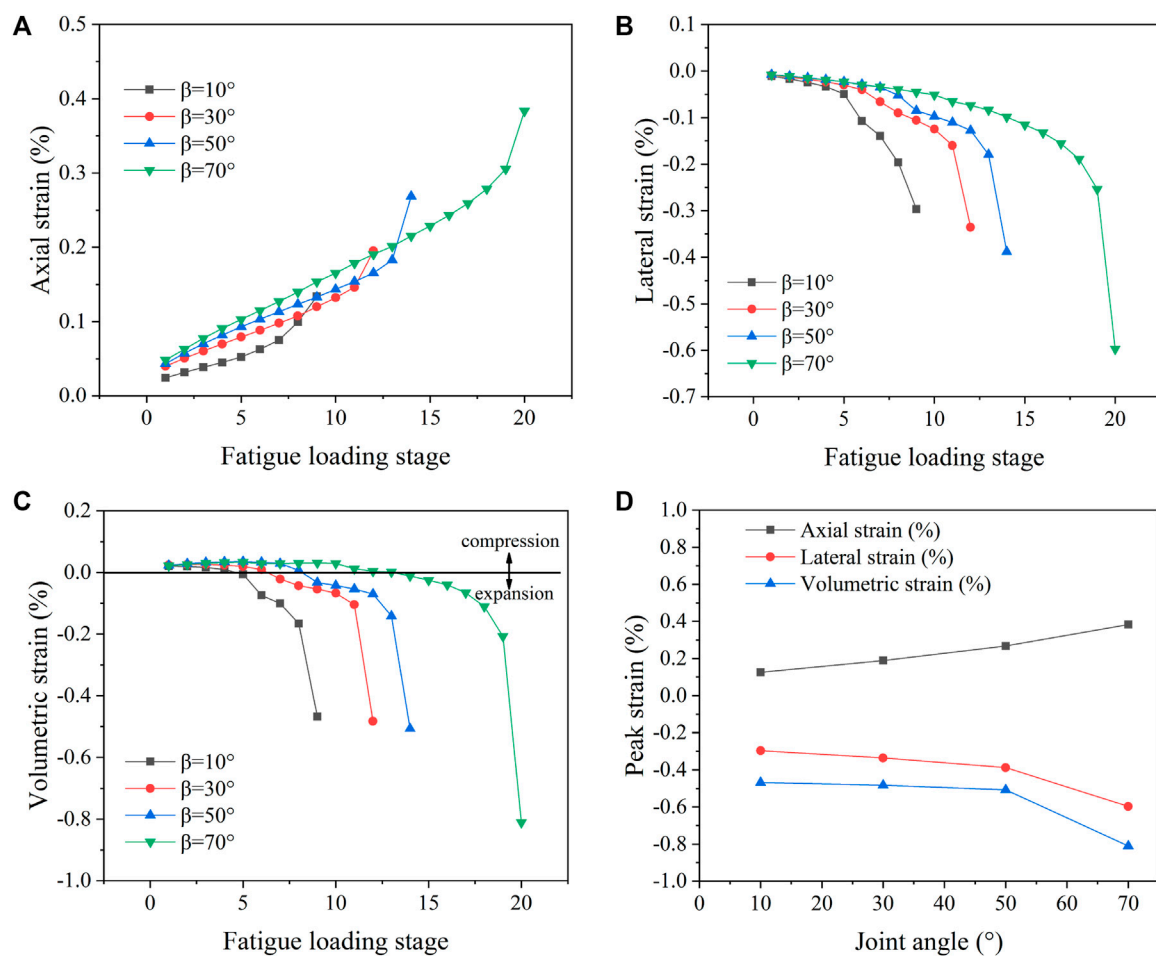 A
0.5
0.4
0.3
0.2
0.1
0.0
Axial strain (%)
β=10°
β=30°
β=50°
β=70°
0 5 10 15 20
Fatigue loading stage
B
0.1
0.0
-0.1
-0.2
-0.3
-0.4
-0.5
-0.6
-0.7
Lateral strain (%)
β=10°
β=30°
β=50°
β=70°
0 5 10 15 20
Fatigue loading stage
C
0.2
0.0
-0.2
-0.4
-0.6
-0.8
-1.0
Volumetric strain (%)
compression
expansion
β=10°
β=30°
β=50°
β=70°
0 5 10 15 20
Fatigue loading stage
D
1.0
0.8
0.6
0.4
0.2
0.0
-0.2
-0.4
-0.6
-0.8
-1.0
Peak strain (%)
Axial strain (%)
Lateral strain (%)
Volumetric strain (%)
0 10 20 30 40 50 60 70
Joint angle (°)